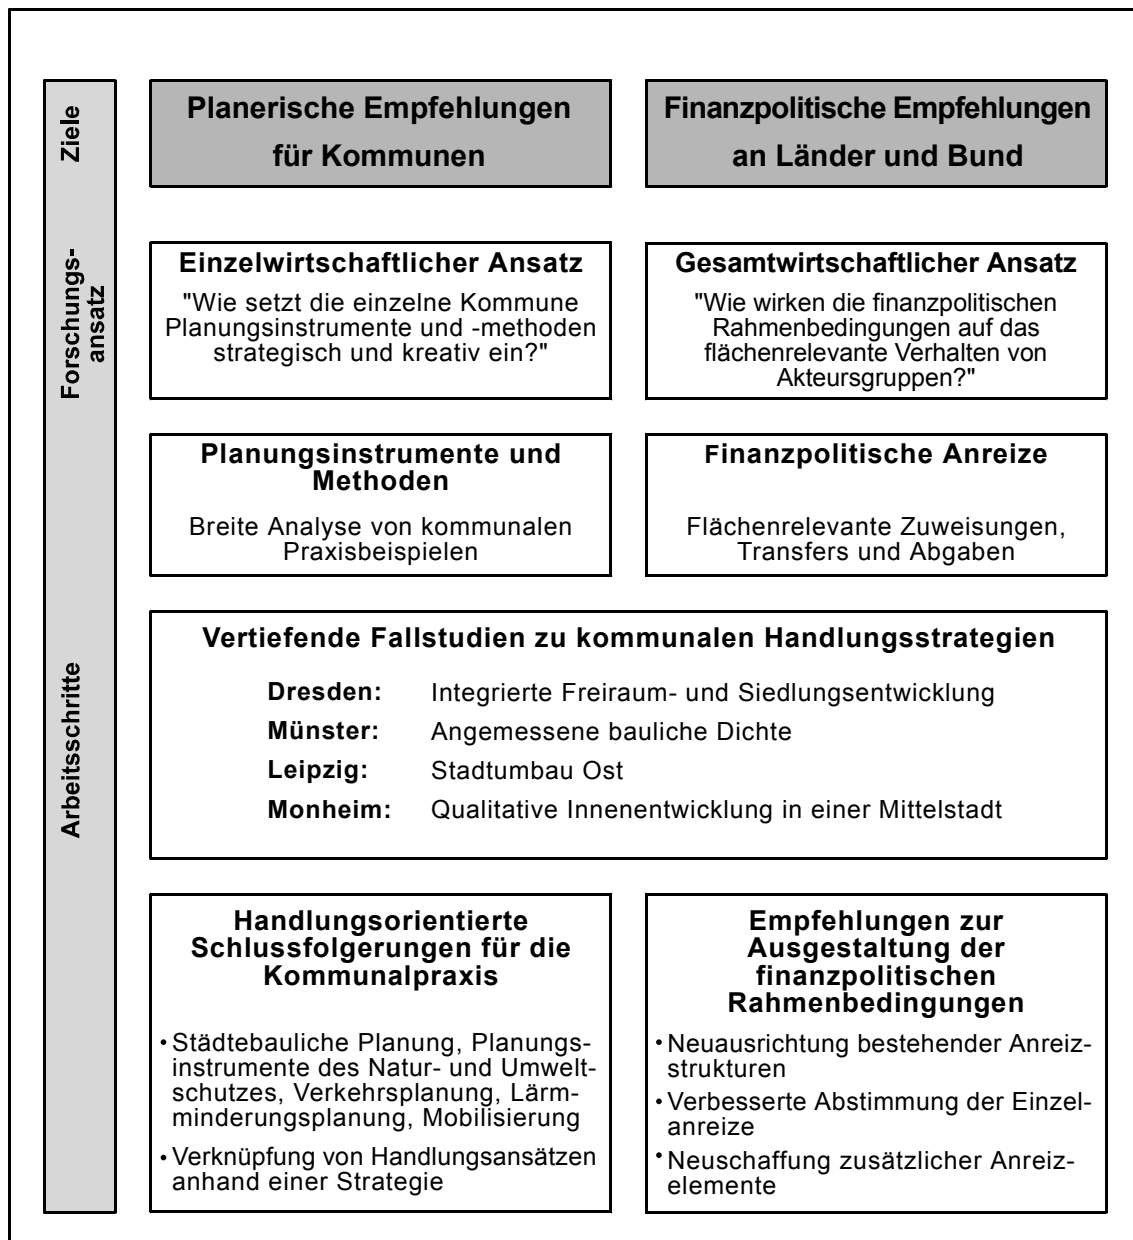 Ziele
Planerische Empfehlungen
für Kommunen
Finanzpolitische Empfehlungen
an Länder und Bund
Forschungs-
ansatz
Einzelwirtschaftlicher Ansatz
"Wie setzt die einzelne Kommune
Planungsinstrumente und -methoden
strategisch und kreativ ein?"
Gesamtwirtschaftlicher Ansatz
"Wie wirken die finanzpolitischen
Rahmenbedingungen auf das
flächenrelevante Verhalten von
Akteursgruppen?"
Arbeitsschritte
Planungsinstrumente und
Methoden
Breite Analyse von kommunalen
Praxisbeispielen
Finanzpolitische Anreize
Flächenrelevante Zuweisungen,
Transfers und Abgaben
Vertiefende Fallstudien zu kommunalen Handlungsstrategien
Dresden: Integrierte Freiraum- und Siedlungsentwicklung
Münster: Angemessene bauliche Dichte
Leipzig: Stadtumbau Ost
Monheim: Qualitative Innenentwicklung in einer Mittelstadt
Handlungsorientierte
Schlussfolgerungen für die
Kommunalpraxis
• Städtebauliche Planung, Planungs-
instrumente des Natur- und Umwelt-
schutzes, Verkehrsplanung, Lärm-
minderungsplanung, Mobilisierung
• Verknüpfung von Handlungsansätzen
anhand einer Strategie
Empfehlungen zur
Ausgestaltung der
finanzpolitischen
Rahmenbedingungen
• Neuausrichtung bestehender Anreiz-
strukturen
• Verbesserte Abstimmung der Einzel-
anreize
• Neuschaffung zusätzlicher Anreiz-
elemente